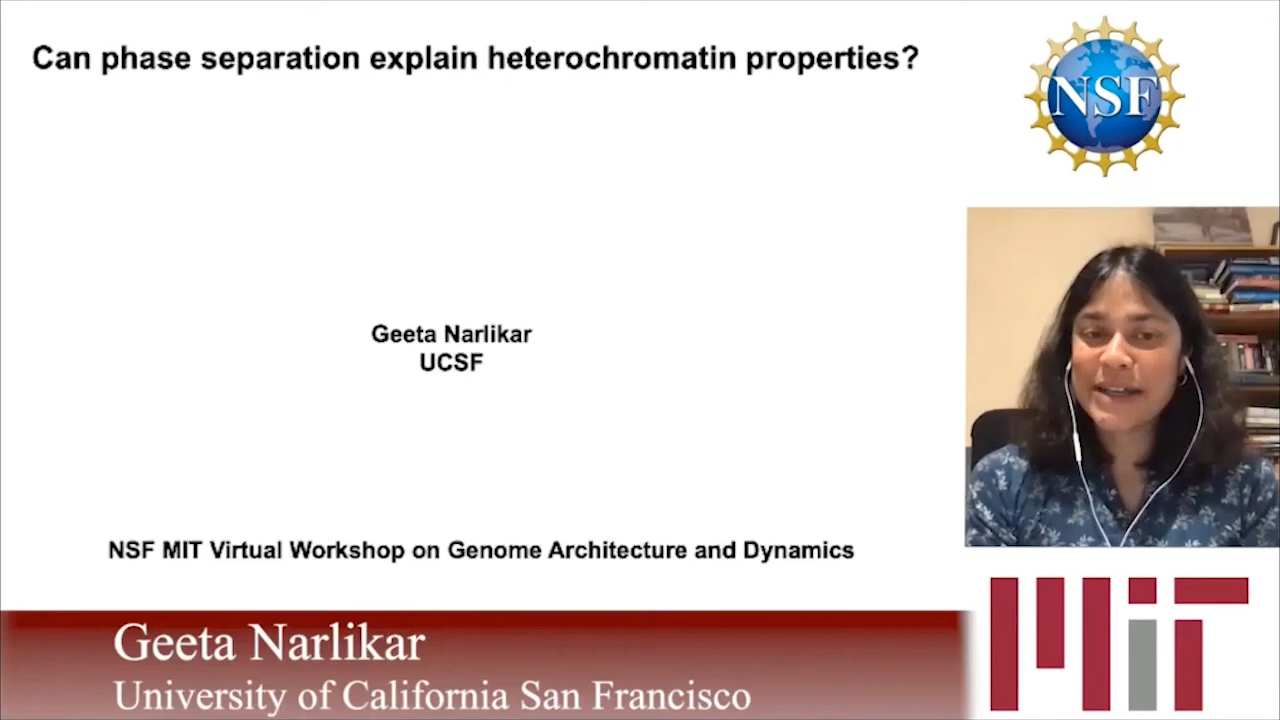 Can phase separation explain heterochromatin properties?
NSF
Geeta Narlikar
UCSF
NSF MIT Virtual Workshop on Genome Architecture and Dynamics
Geeta Narlikar
University of California San Francisco
MIT